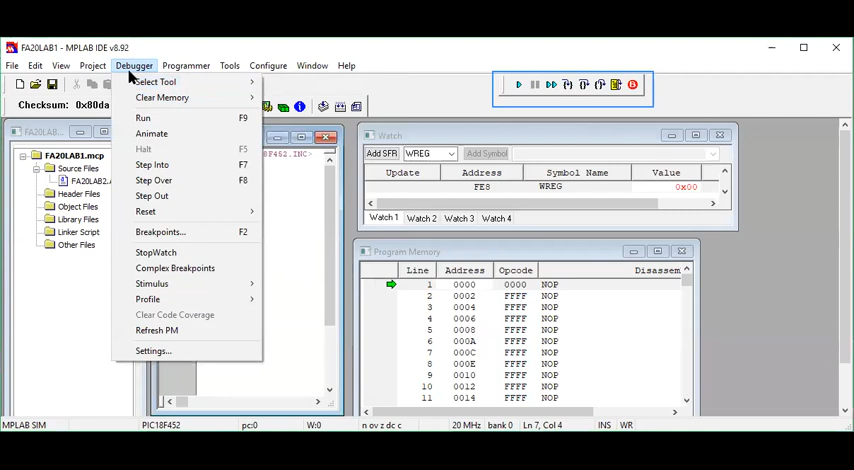 FA20LAB1 - MPLAB IDE v8.92
File Edit View Project Debugger Programmer Tools Configure Window Help
Checksum: 0x80da
Select Tool
Clear Memory
Run F9
Animate
Halt F5
Step Into F7
Step Over F8
Step Out
Reset
Breakpoints... F2
StopWatch
Complex Breakpoints
Stimulus
Profile
Clear Code Coverage
Refresh PM
Settings...
FA20LAB...
FA20LAB1.mcp
Source Files
FA20LAB2.
Header Files
Object Files
Library Files
Linker Script
Other Files
18F452.INC>
Watch
Add SFR WREG Add Symbol
Update Address Symbol Name Value
FE8 WREG 0x00
Watch 1 Watch 2 Watch 3 Watch 4
Program Memory
Line Address Opcode Disassem
1 0000 0000 NOP
2 0002 FFFF NOP
3 0004 FFFF NOP
4 0006 FFFF NOP
5 0008 FFFF NOP
6 000A FFFF NOP
7 000C FFFF NOP
8 000E FFFF NOP
9 0010 FFFF NOP
10 0012 FFFF NOP
11 0014 FFFF NOP
MPLAB SIM PIC18F452 pc:0 W:0 n ov z dc c 20 MHz bank 0 Ln 7, Col 4 INS WR